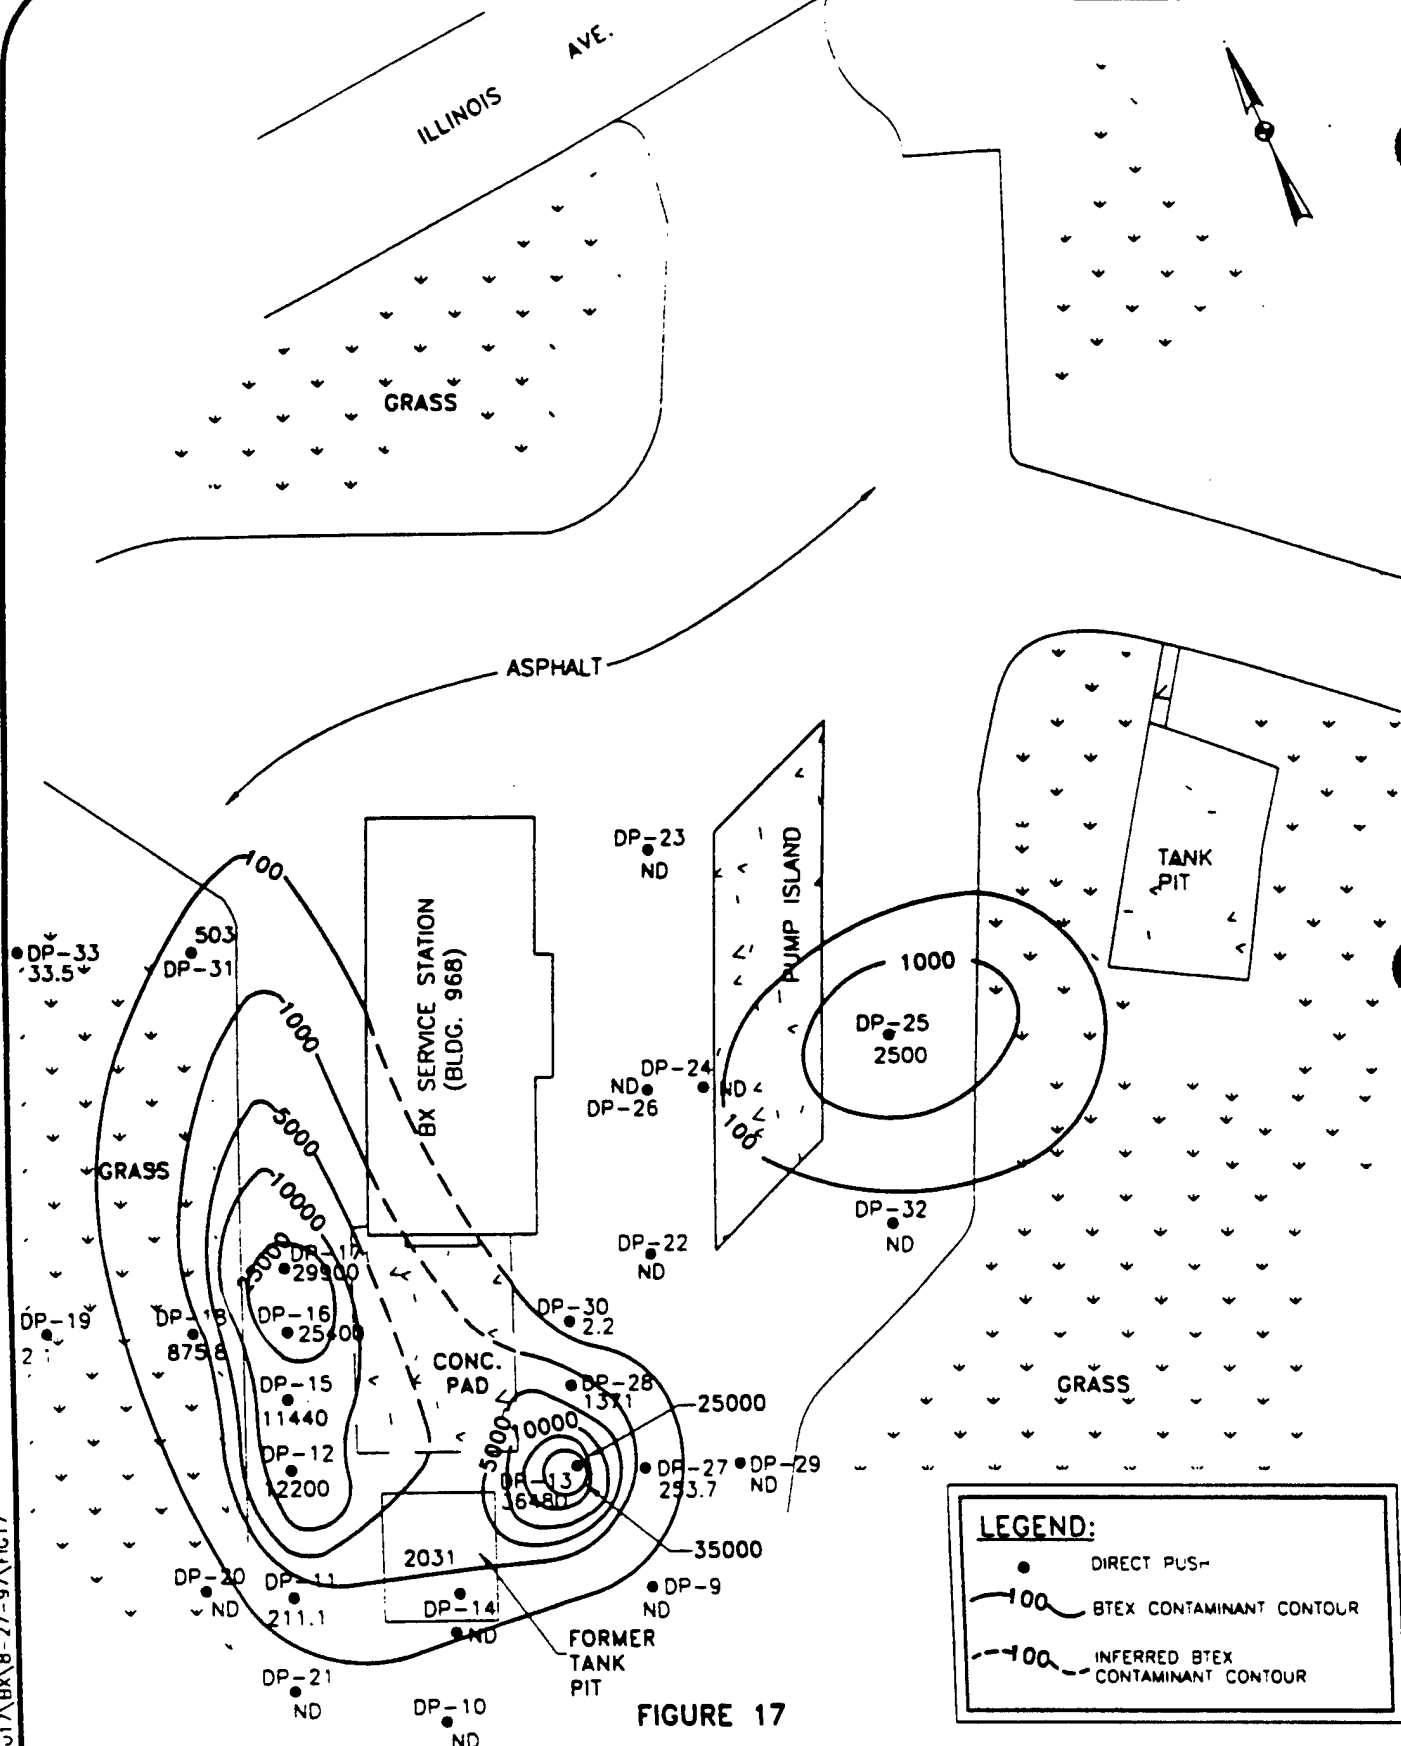 ILLINOIS AVE.
GRASS
ASPHALT
DP-23
ND
PUMP ISLAND
TANK
PIT
BX SERVICE STATION
(BLDG. 968)
100
503
DP-31
DP-33
33.5
1000
1000
DP-25
2500
DP-24
ND
ND
DP-26
100
5000
GRASS
10000
DP-32
ND
25000
DP-17
29900
DP-22
ND
DP-30
2.2
DP-19
DP-18
875.8
DP-16
25400
CONC.
PAD
DP-28
1371
GRASS
DP-15
11440
25000
5000
10000
DP-12
12200
DP-13
36480
DP-27
253.7
DP-29
ND
35000
2031
DP-20
ND
DP-11
211.1
DP-14
ND
DP-9
ND
FORMER
TANK
PIT
DP-21
ND
DP-10
ND
FIGURE 17
LEGEND:
DIRECT PUSH
100 BTEX CONTAMINANT CONTOUR
100 INFERRED BTEX
CONTAMINANT CONTOUR